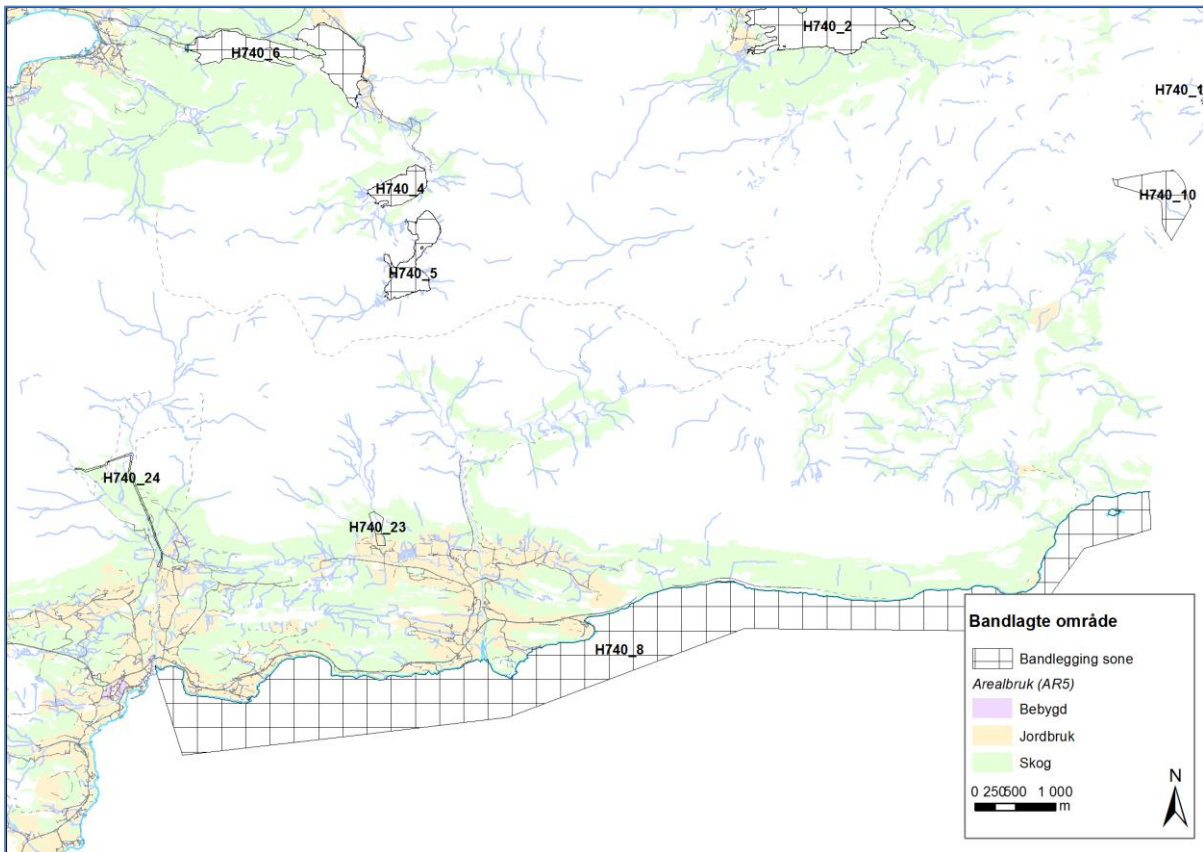 H740_2
H740_6
H740_1
H740_4
H740_10
H740_5
H740_24
H740_23
H740_8
Bandlagte område
Bandlegging sone
Arealbruk (AR5)
Bebygd
Jordbruk
Skog
N
0 250500 1 000
m